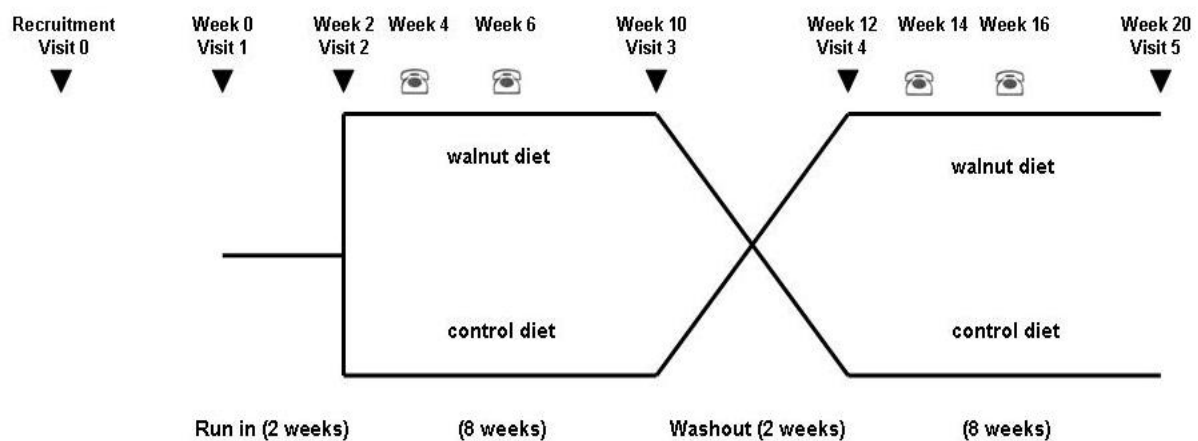 Recruitment Week 0 Week 2 Week 4 Week 6 Week 10 Week 12 Week 14 Week 16 Week 20
Visit 0 Visit 1 Visit 2 Visit 3 Visit 4 Visit 5
walnut diet walnut diet
control diet control diet
Run in (2 weeks) (8 weeks) Washout (2 weeks) (8 weeks)